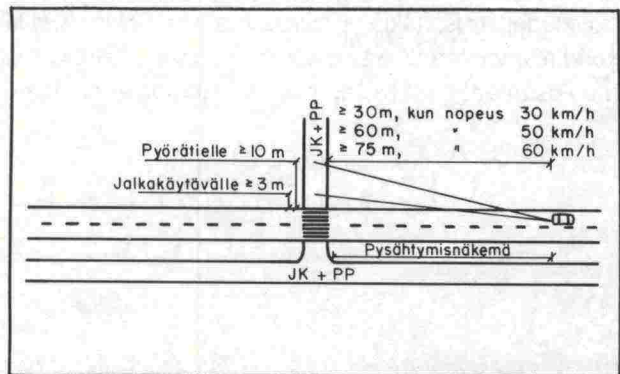 JK+PP
≥ 30m, kun nopeus 30 km/h
≥ 60m, " 50 km/h
≥ 75m, " 60 km/h
Pyörätielle ≥ 10 m
Jalkakäytävälle ≥ 3 m
Pysähtymisnäkemä
JK + PP